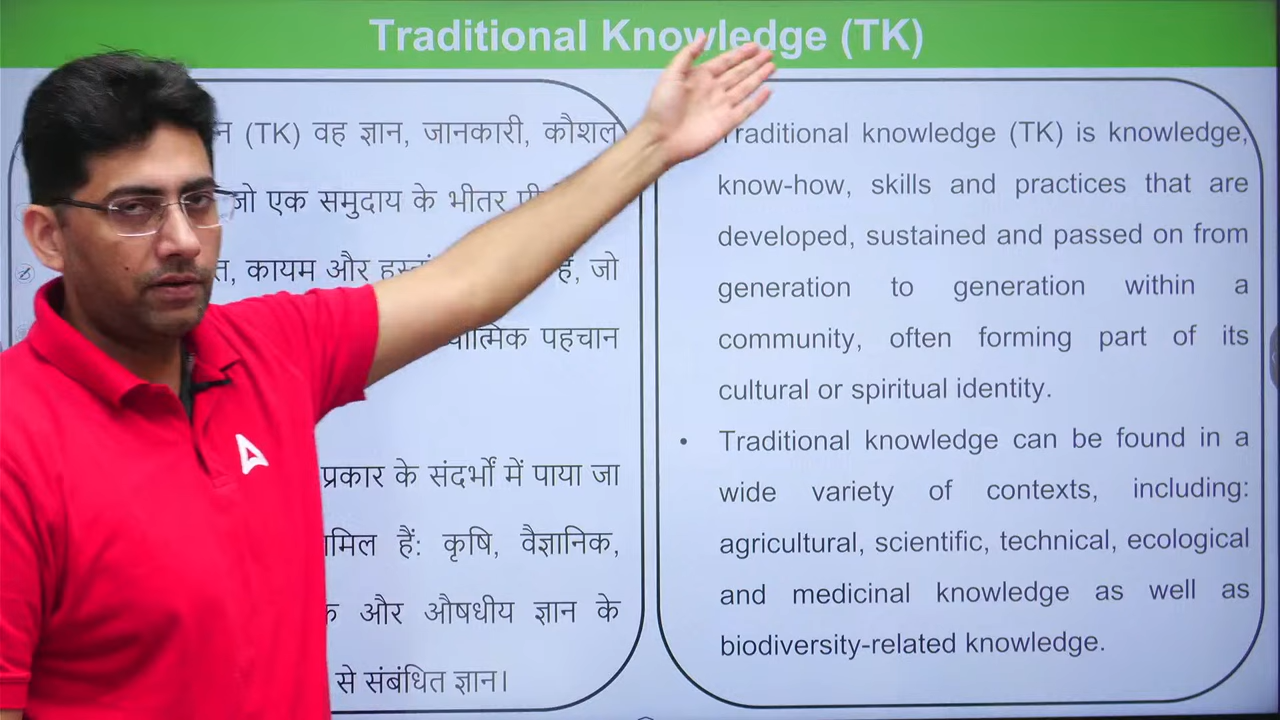 Traditional Knowledge (TK)
(TK) वह ज्ञान, जानकारी, कौशल
जो एक समुदाय के भीतर
कायम और जो
पहचान
प्रकार के संदर्भों में पाया जा
हैं: कृषि, वैज्ञानिक,
और औषधीय ज्ञान के
से संबंधित ज्ञान।
Traditional knowledge (TK) is knowledge,
know-how, skills and practices that are
developed, sustained and passed on from
generation to generation within a
community, often forming part of its
cultural or spiritual identity.
• Traditional knowledge can be found in a
wide variety of contexts, including:
agricultural, scientific, technical, ecological
and medicinal knowledge as well as
biodiversity-related knowledge.